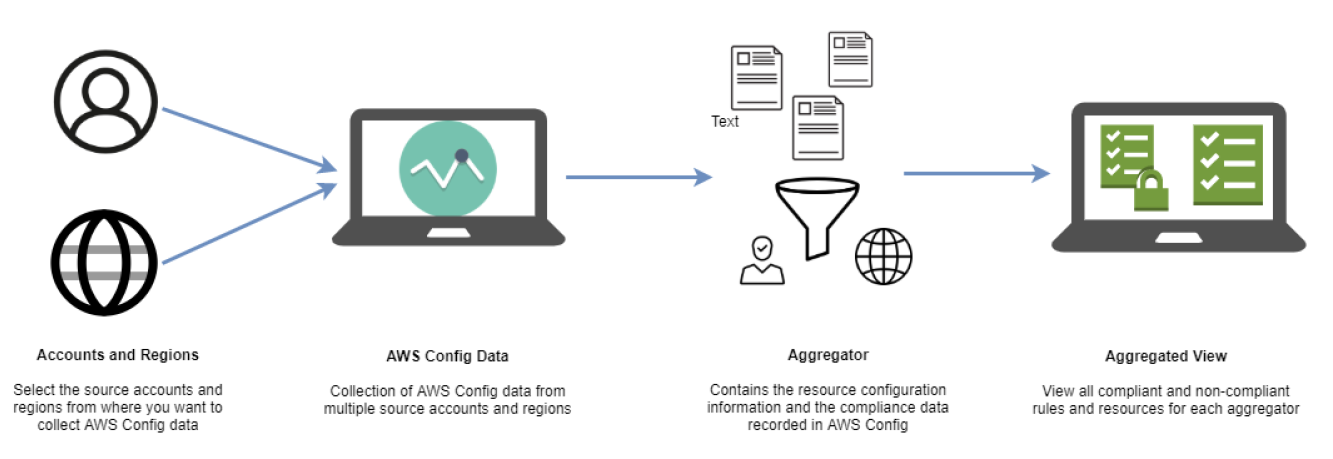 Text
Accounts and Regions
Select the source accounts and
regions from where you want to
collect AWS Config data
AWS Config Data
Collection of AWS Config data from
multiple source accounts and regions
Aggregator
Contains the resource configuration
information and the compliance data
recorded in AWS Config
Aggregated View
View all compliant and non-compliant
rules and resources for each aggregator